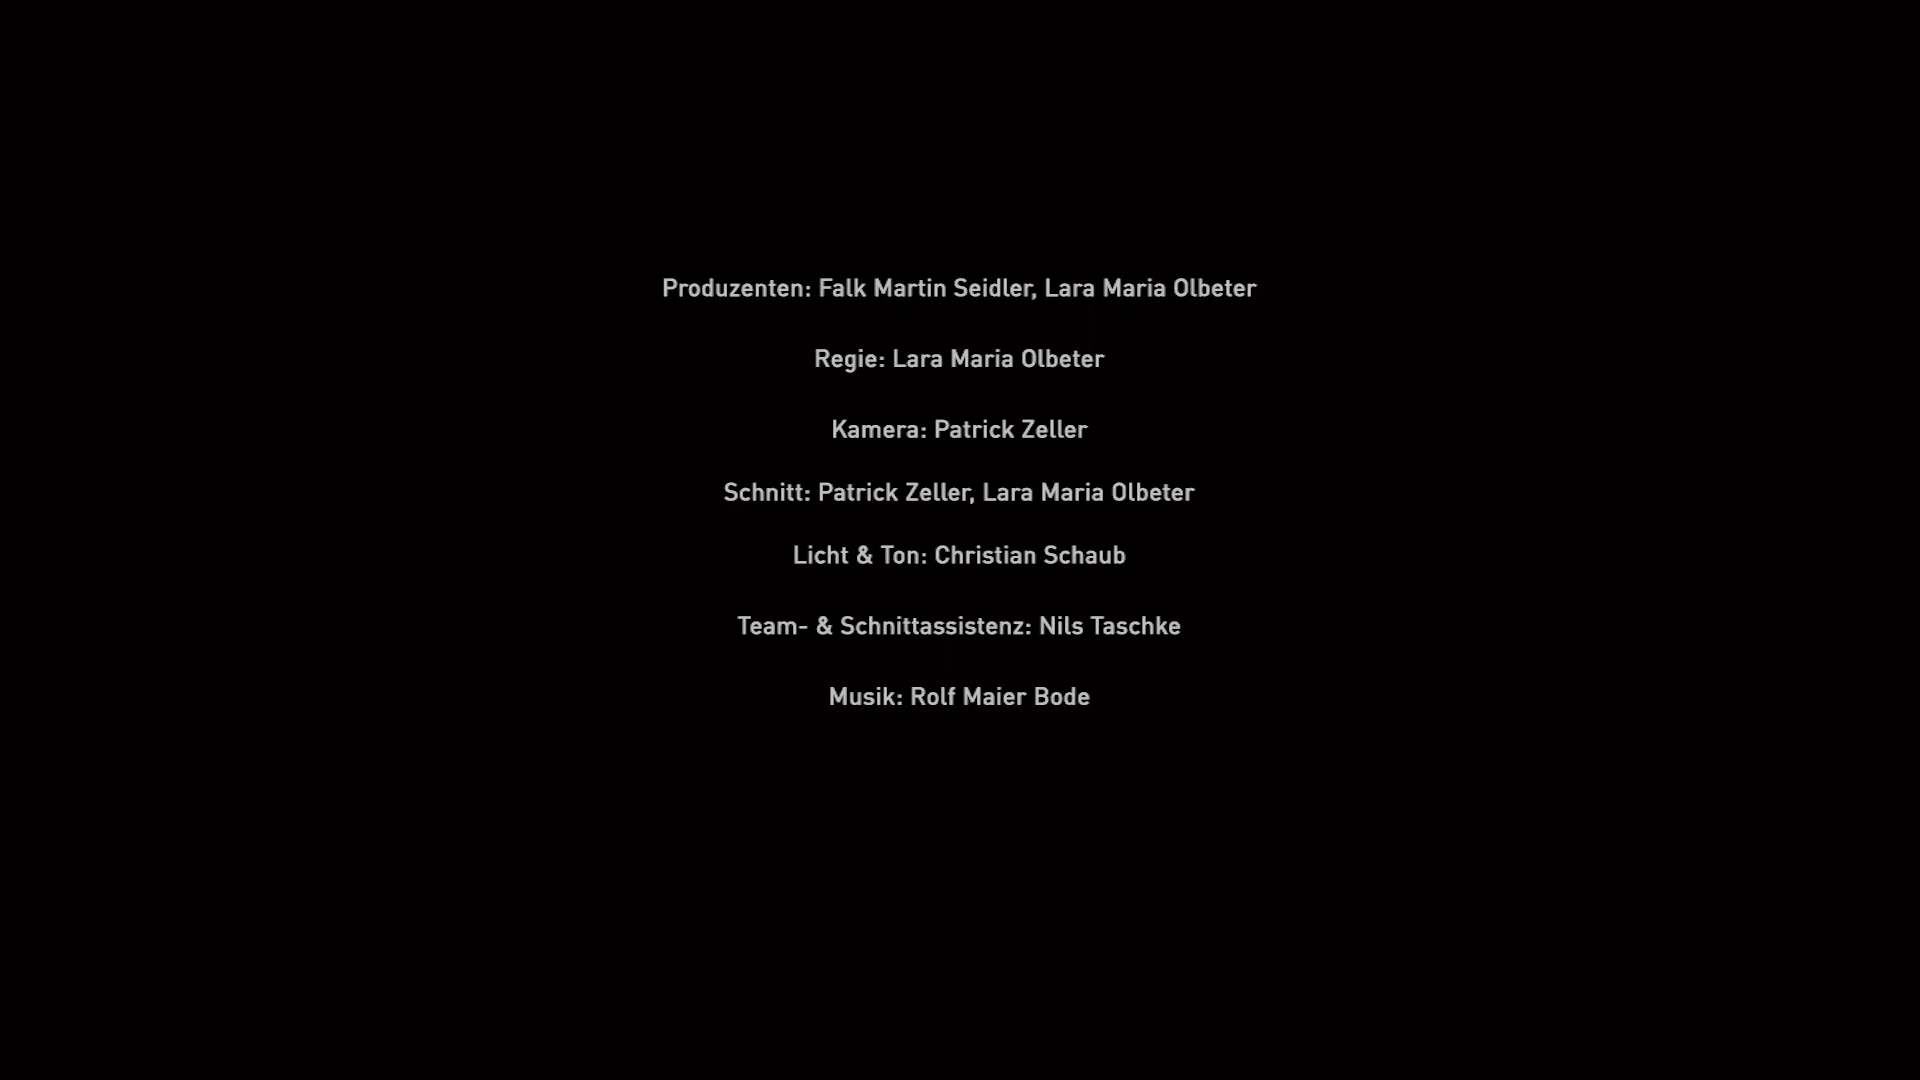 Produzenten: Falk Martin Seidler, Lara Maria Olbeter
Regie: Lara Maria Olbeter
Kamera: Patrick Zeller
Schnitt: Patrick Zeller, Lara Maria Olbeter
Licht & Ton: Christian Schaub
Team- & Schnittassistenz: Nils Taschke
Musik: Rolf Maier Bode